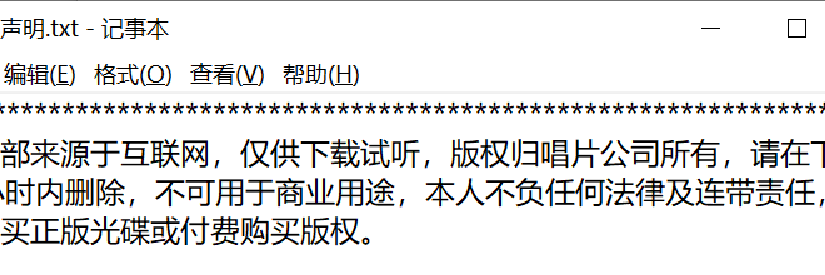 声明.txt - 记事本
编辑(E) 格式(O) 查看(V) 帮助(H)
************************************************************
部来源于互联网，仅供下载试听，版权归唱片公司所有，请在下
小时内删除，不可用于商业用途，本人不负任何法律及连带责任，
买正版光碟或付费购买版权。